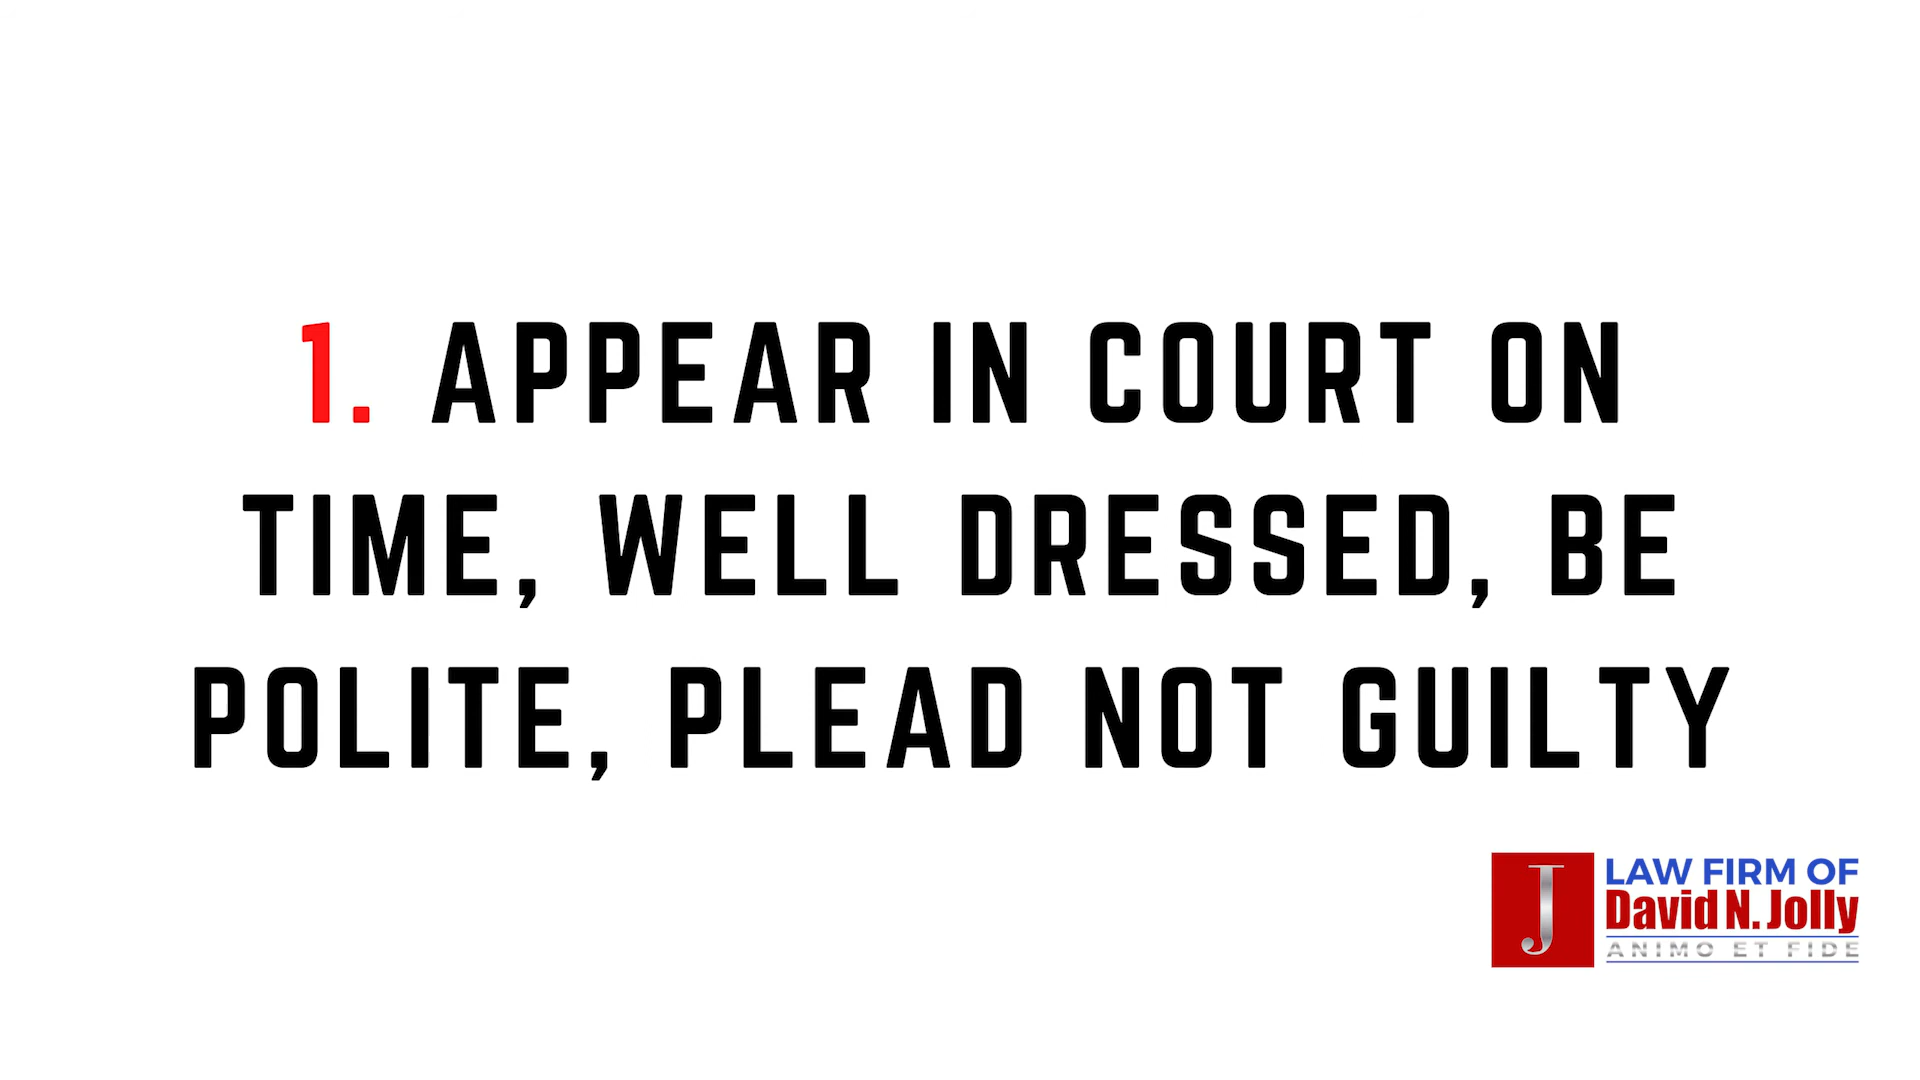 1. APPEAR IN COURT ON
TIME, WELL DRESSED, BE
POLITE, PLEAD NOT GUILTY
J
LAW FIRM OF
David N. Jolly
ANIMO ET FIDE